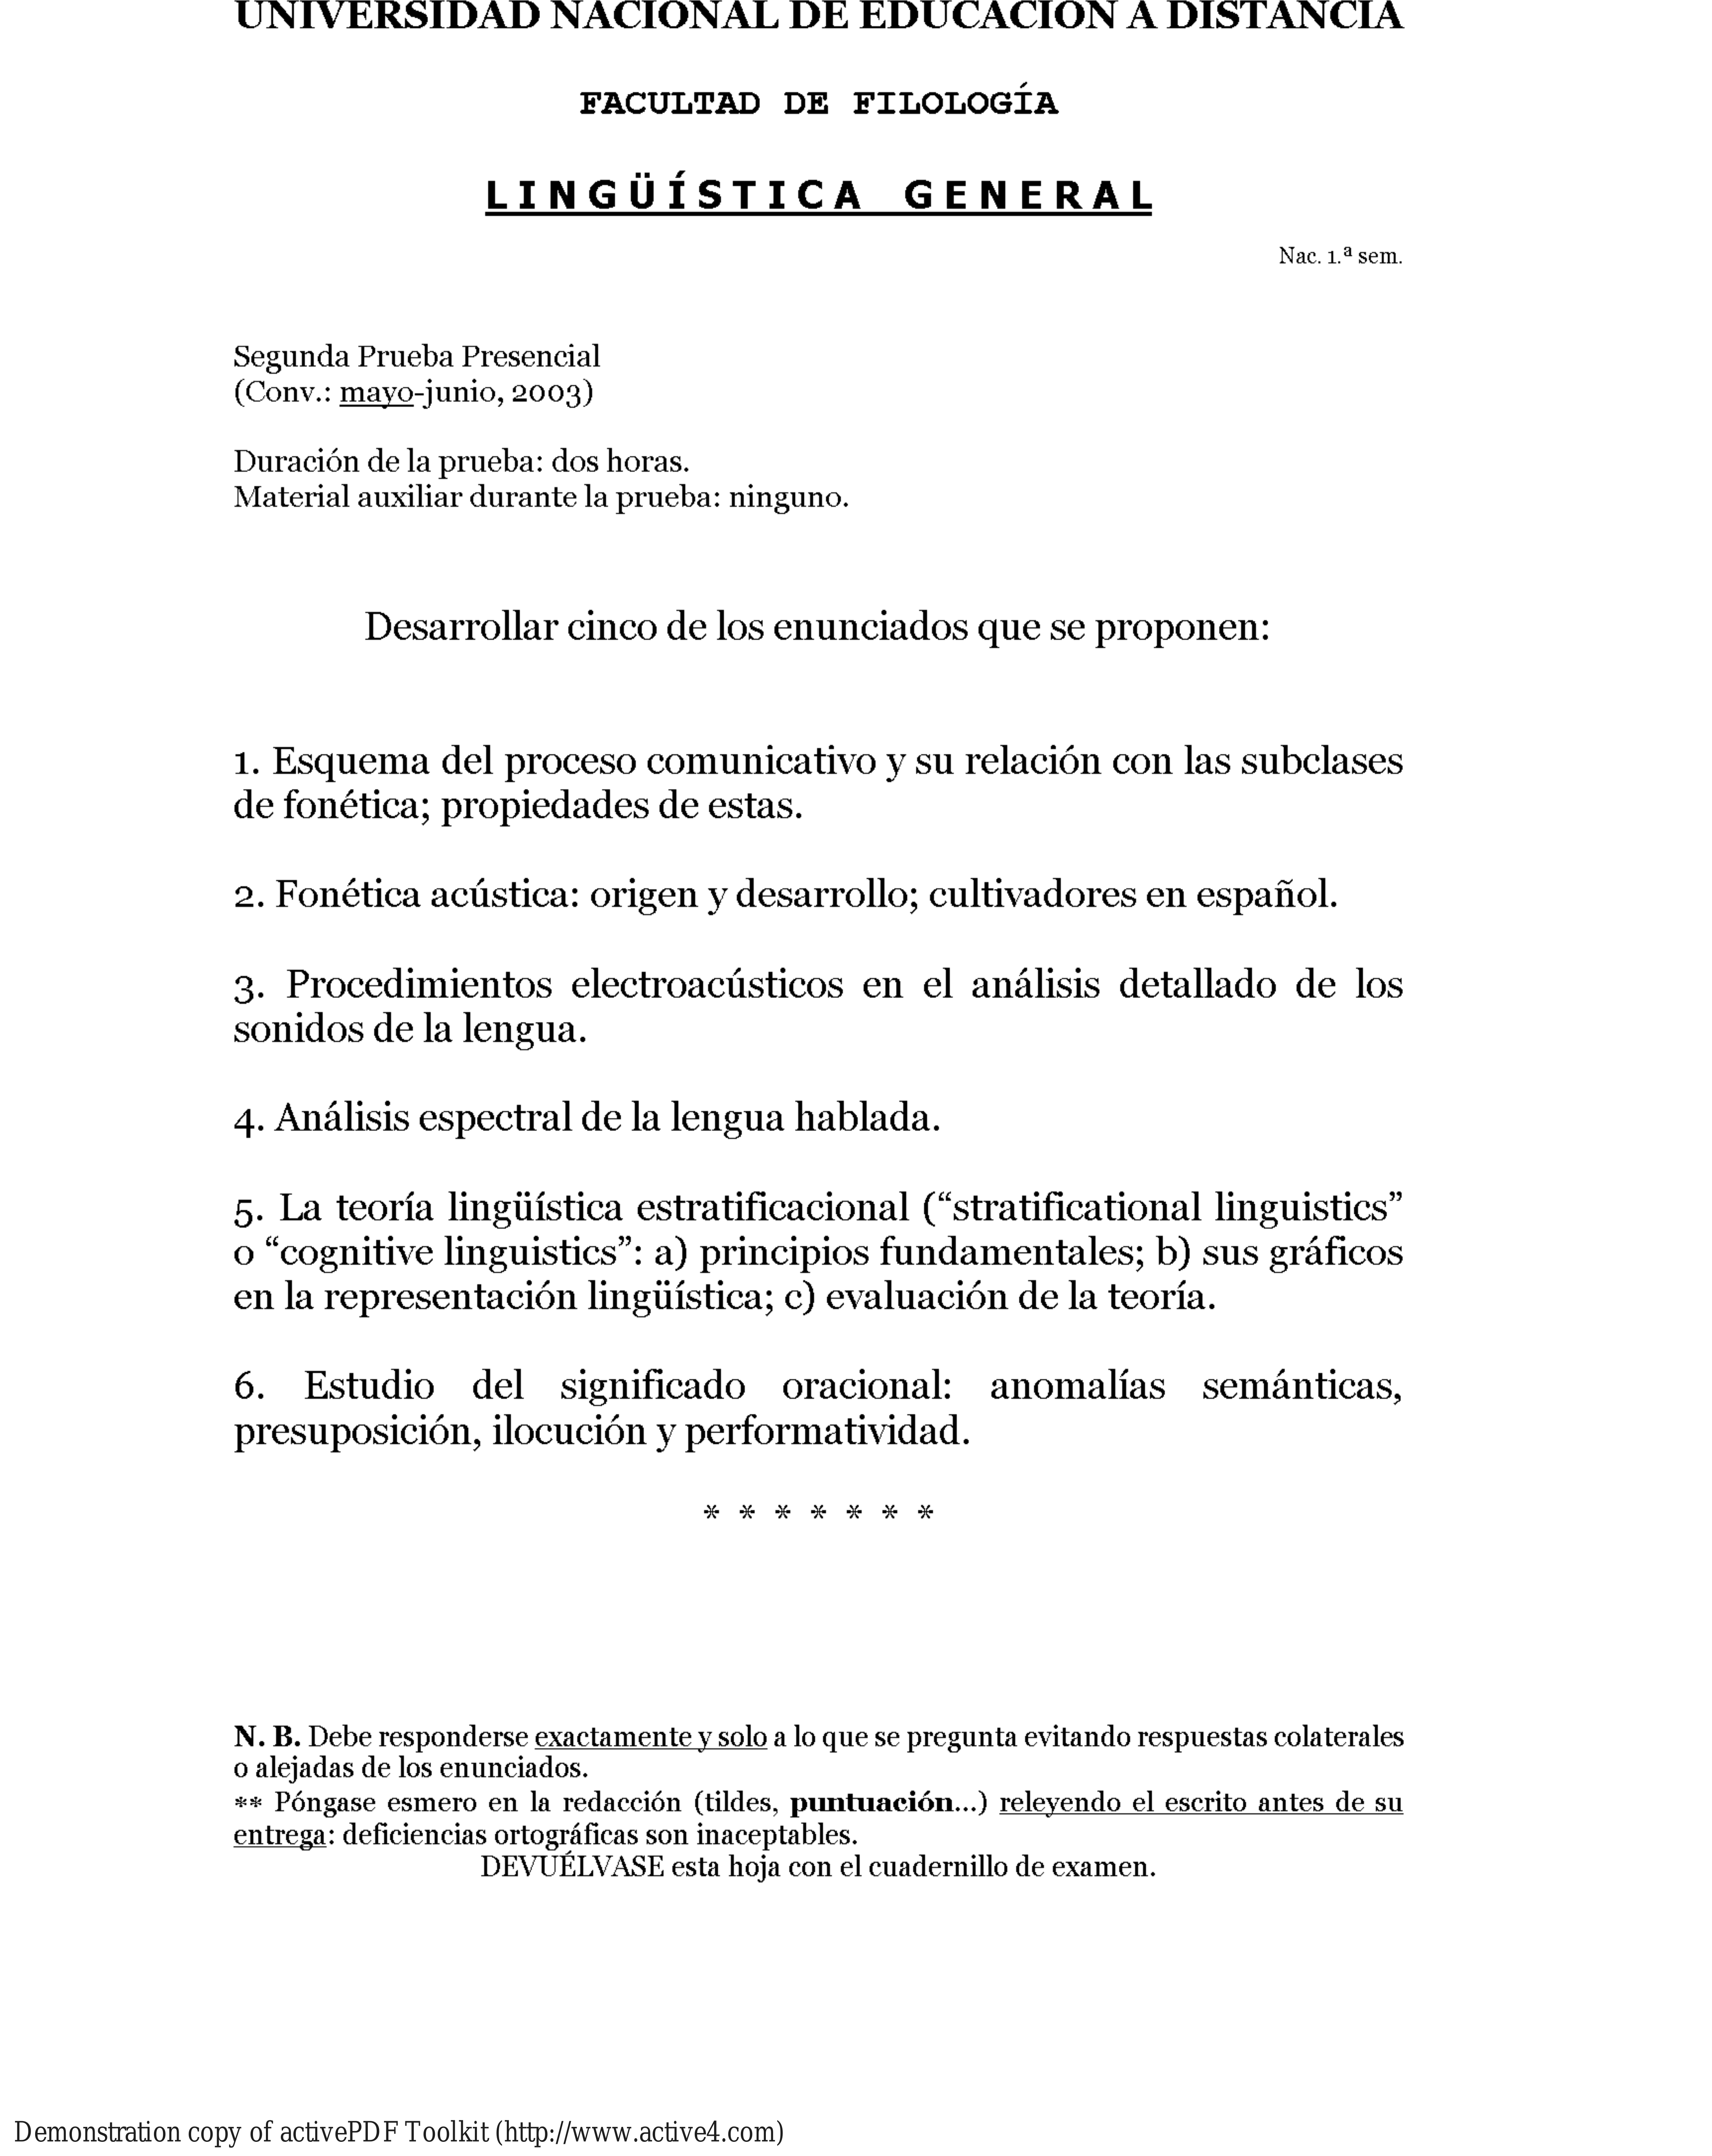 UNIVERSIDAD NACIONAL DE EDUCACIÓN A DISTANCIA
FACULTAD DE FILOLOGÍA
LINGÜÍSTICA GENERAL
Nac. 1.ª sem.
Segunda Prueba Presencial
(Conv.: mayo-junio, 2003)
Duración de la prueba: dos horas.
Material auxiliar durante la prueba: ninguno.
Desarrollar cinco de los enunciados que se proponen:
1. Esquema del proceso comunicativo y su relación con las subclases
de fonética; propiedades de estas.
2. Fonética acústica: origen y desarrollo; cultivadores en español.
3. Procedimientos electroacústicos en el análisis detallado de los
sonidos de la lengua.
4. Análisis espectral de la lengua hablada.
5. La teoría lingüística estratificacional (“stratificational linguistics”
o “cognitive linguistics”: a) principios fundamentales; b) sus gráficos
en la representación lingüística; c) evaluación de la teoría.
6. Estudio del significado oracional: anomalías semánticas,
presuposición, ilocución y performatividad.
* * * * * * *
N. B. Debe responderse exactamente y solo a lo que se pregunta evitando respuestas colaterales
o alejadas de los enunciados.
** Póngase esmero en la redacción (tildes, puntuación...) releyendo el escrito antes de su
entrega: deficiencias ortográficas son inaceptables.
DEVUÉLVASE esta hoja con el cuadernillo de examen.
Demonstration copy of activePDF Toolkit (http://www.active4.com)